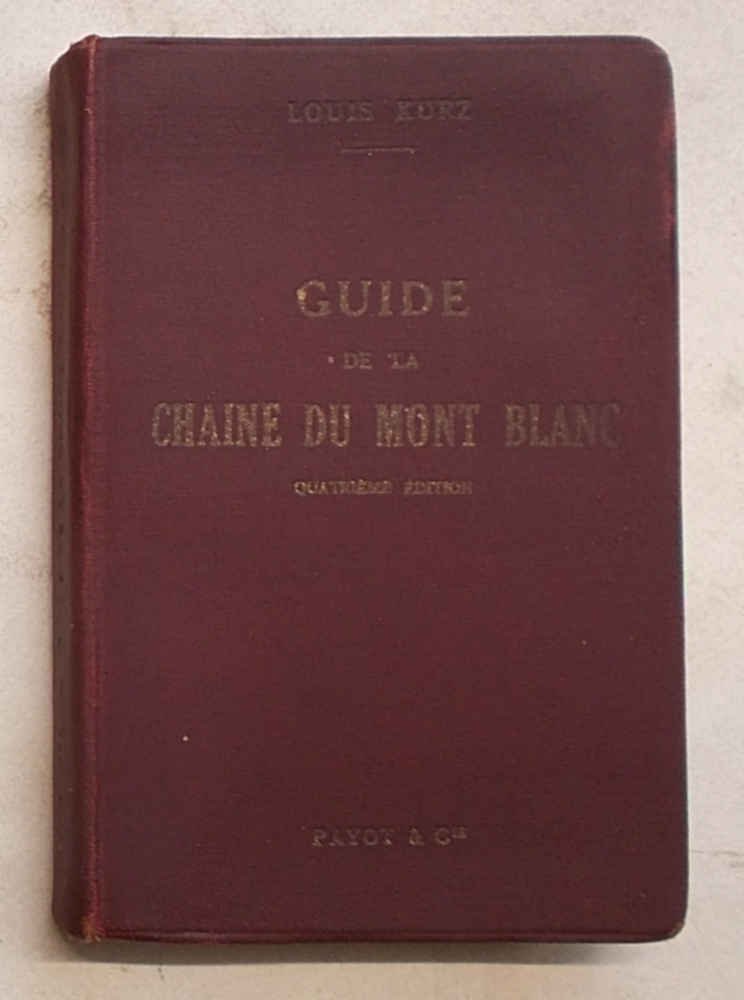 LOUIS KURZ
GUIDE
DE LA
CHAINE DU MONT BLANC
QUATRIÈME ÉDITION
PAYOT & Cie